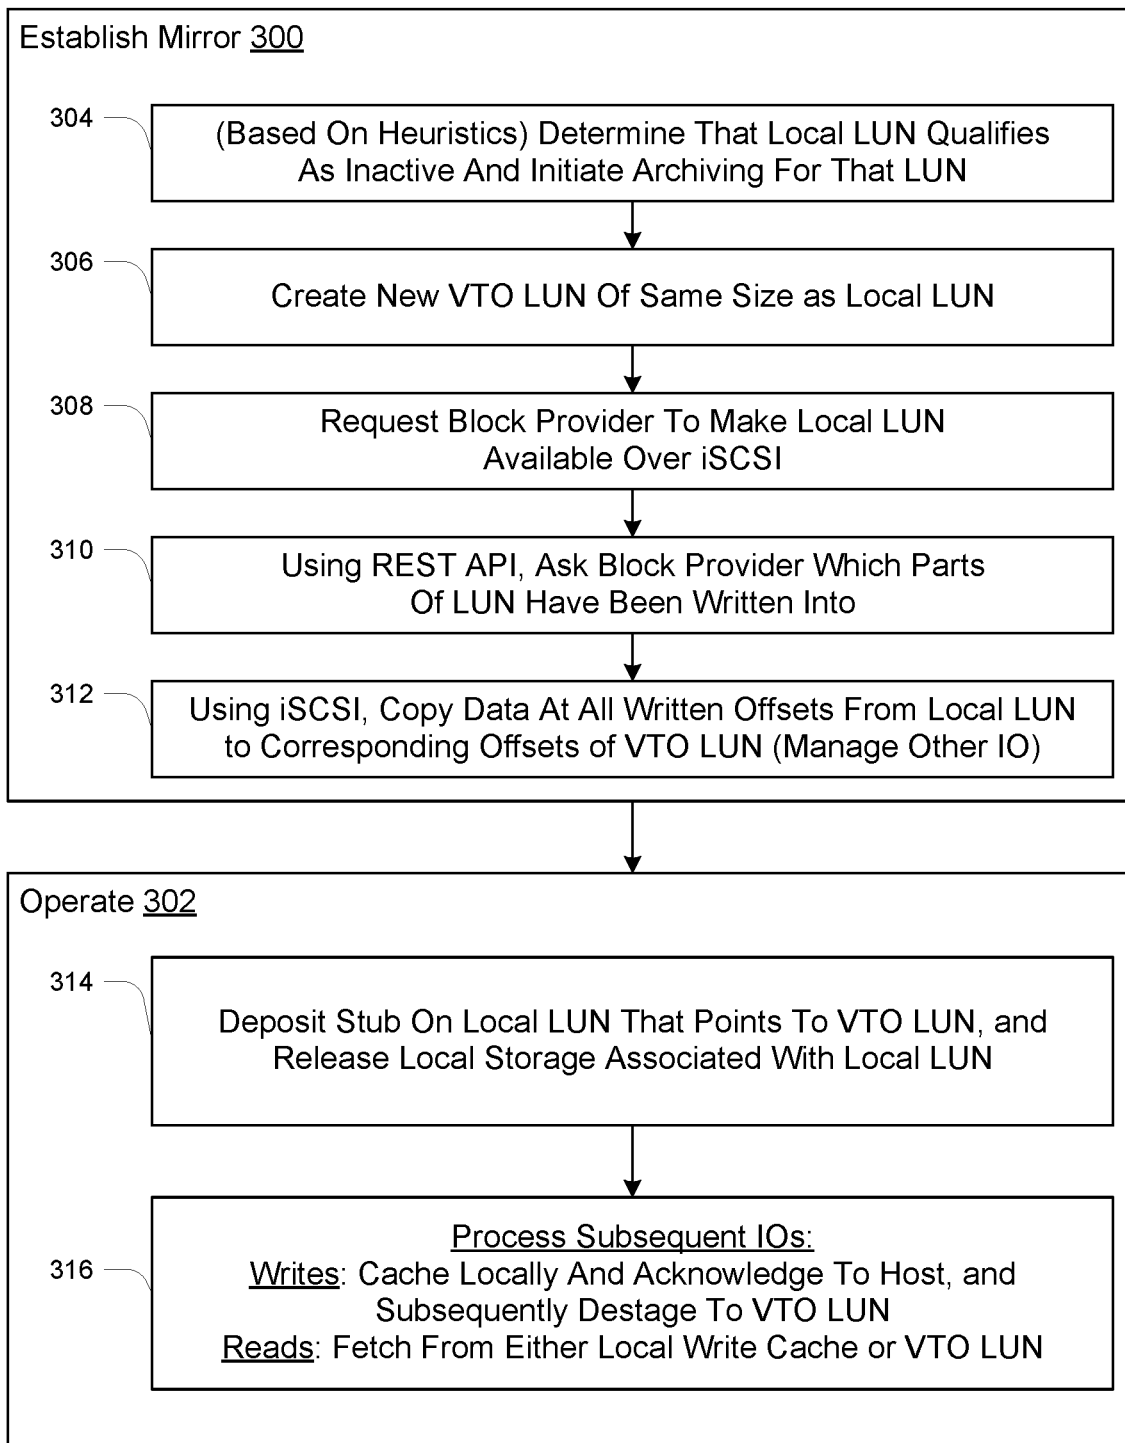 Establish Mirror 300
304
(Based On Heuristics) Determine That Local LUN Qualifies
As Inactive And Initiate Archiving For That LUN
306
Create New VTO LUN Of Same Size as Local LUN
308
Request Block Provider To Make Local LUN
Available Over iSCSI
310
Using REST API, Ask Block Provider Which Parts
Of LUN Have Been Written Into
312
Using iSCSI, Copy Data At All Written Offsets From Local LUN
to Corresponding Offsets of VTO LUN (Manage Other IO)
Operate 302
314
Deposit Stub On Local LUN That Points To VTO LUN, and
Release Local Storage Associated With Local LUN
316
Process Subsequent IOs:
Writes: Cache Locally And Acknowledge To Host, and
Subsequently Destage To VTO LUN
Reads: Fetch From Either Local Write Cache or VTO LUN